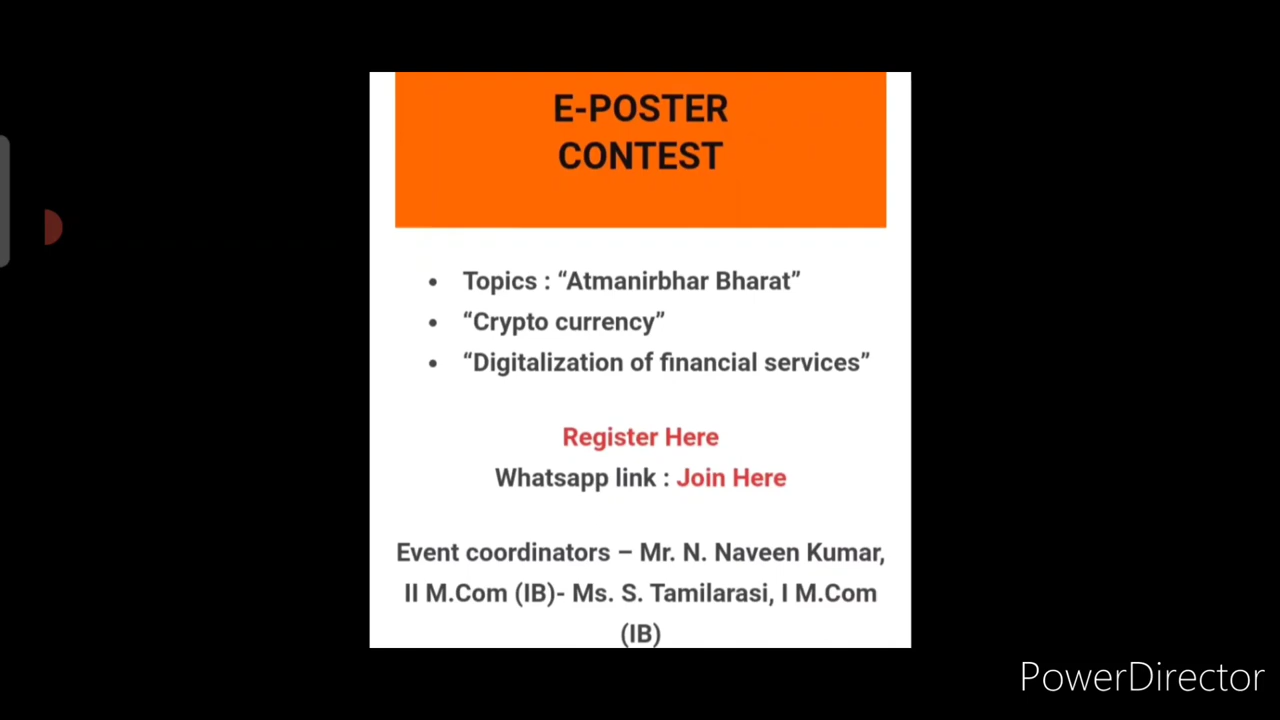 E-POSTER
CONTEST
• Topics : “Atmanirbhar Bharat”
• “Crypto currency”
• “Digitalization of financial services”
Register Here
Whatsapp link : Join Here
Event coordinators – Mr. N. Naveen Kumar,
II M.Com (IB)- Ms. S. Tamilarasi, I M.Com
(IB)
PowerDirector